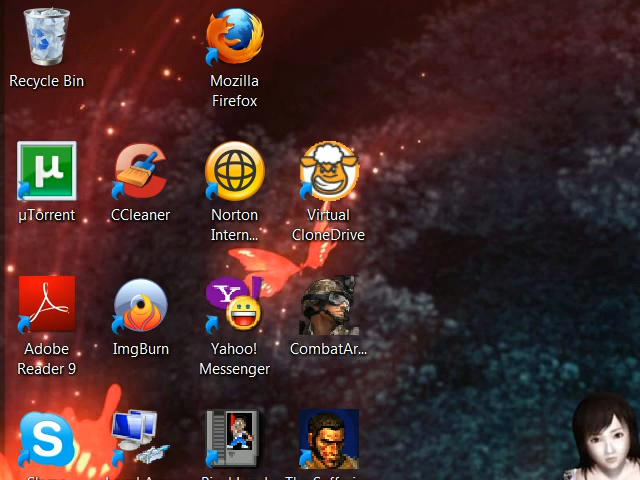 Recycle Bin
Mozilla
Firefox
µTorrent
CCleaner
Norton
Intern...
Virtual
CloneDrive
Adobe
Reader 9
ImgBurn
Yahoo!
Messenger
CombatAr...